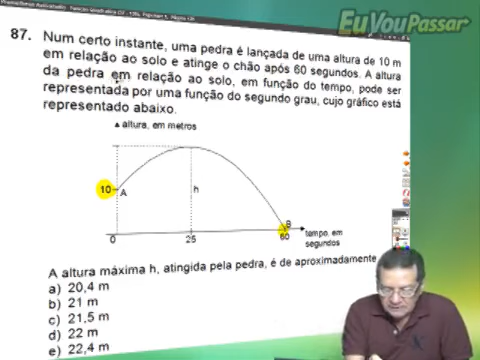 EuVouPassar
87. Num certo instante, uma pedra é lançada de uma altura de 10 m
em relação ao solo e atinge o chão após 60 segundos. A altura
da pedra em relação ao solo, em função do tempo, pode ser
representada por uma função do segundo grau, cujo gráfico está
representado abaixo.
altura, em metros
10
A
h
B
0
25
60
tempo, em
segundos
A altura máxima h, atingida pela pedra, é de aproximadamente
a) 20,4 m
b) 21 m
c) 21,5 m
d) 22 m
e) 22,4 m